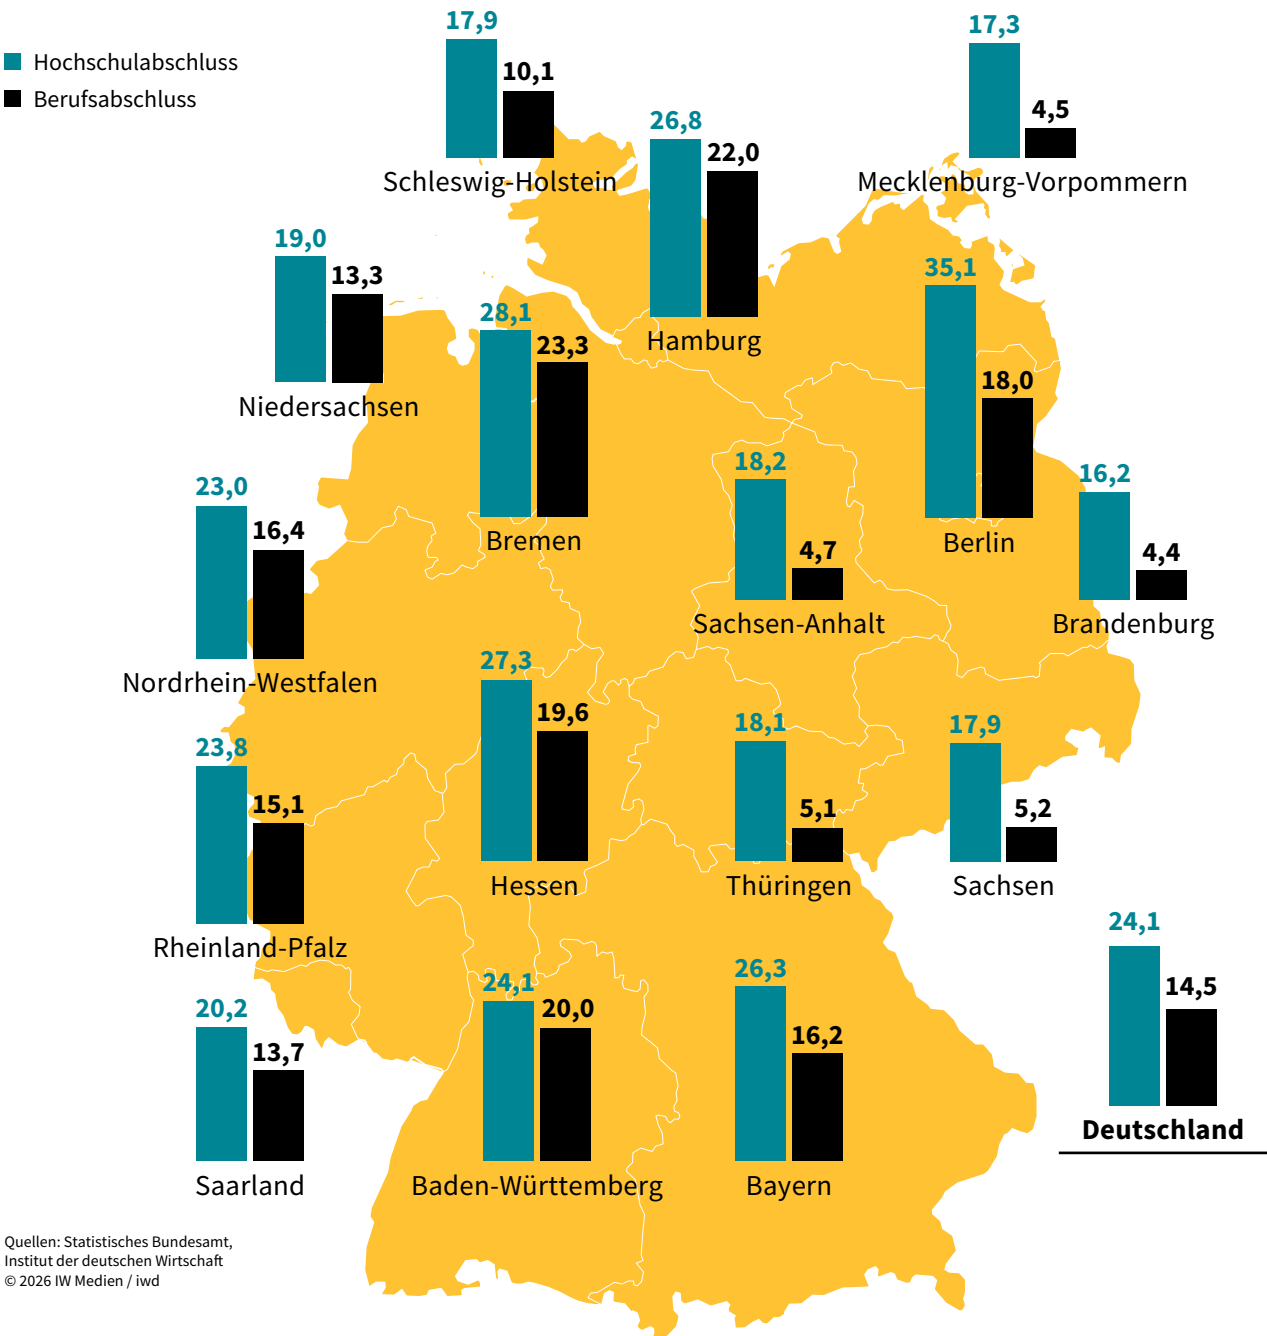 Hochschulabschluss
Berufsabschluss
17,9
10,1
Schleswig-Holstein
26,8
22,0
Hamburg
17,3
4,5
Mecklenburg-Vorpommern
19,0
13,3
Niedersachsen
28,1
23,3
Bremen
35,1
18,0
Berlin
23,0
16,4
Nordrhein-Westfalen
18,2
4,7
Sachsen-Anhalt
16,2
4,4
Brandenburg
23,8
15,1
Rheinland-Pfalz
27,3
19,6
Hessen
18,1
5,1
Thüringen
17,9
5,2
Sachsen
20,2
13,7
Saarland
24,1
20,0
Baden-Württemberg
26,3
16,2
Bayern
24,1
14,5
Deutschland
Quellen: Statistisches Bundesamt,
Institut der deutschen Wirtschaft
© 2026 IW Medien / iwd